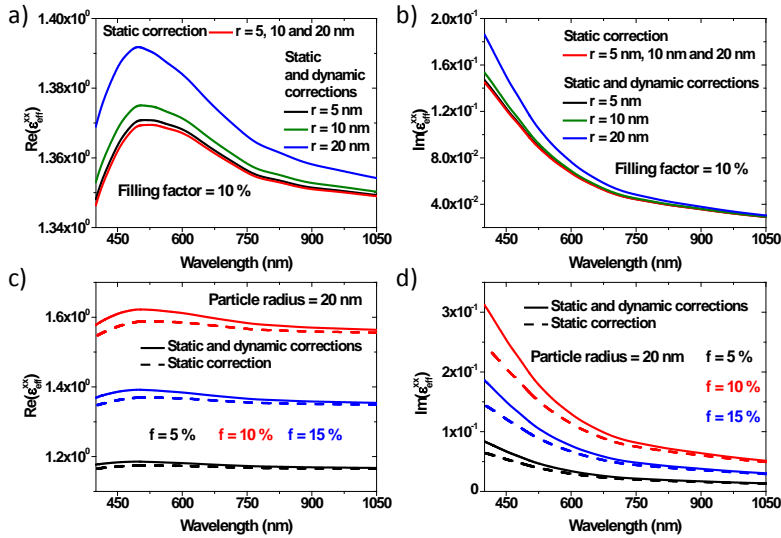 a)
Static correction — r = 5, 10 and 20 nm
Static
and dynamic
corrections
r = 5 nm
r = 10 nm
r = 20 nm
Filling factor = 10 %
Re(ε_eff^xx)
1.40x10⁰
1.38x10⁰
1.36x10⁰
1.34x10⁰
450 600 750 900 1050
Wavelength (nm)
b)
Static correction
r = 5 nm, 10 nm and 20 nm
Static and dynamic corrections
r = 5 nm
r = 10 nm
r = 20 nm
Filling factor = 10 %
Im(ε_eff^xx)
2.0x10⁻¹
1.6x10⁻¹
1.2x10⁻¹
8.0x10⁻²
4.0x10⁻²
450 600 750 900 1050
Wavelength (nm)
c)
Particle radius = 20 nm
Static and dynamic corrections
Static correction
f = 5 % f = 10 % f = 15 %
Re(ε_eff^xx)
1.6x10⁰
1.4x10⁰
1.2x10⁰
450 600 750 900 1050
Wavelength (nm)
d)
Static and dynamic corrections
Static correction
Particle radius = 20 nm
f = 5 %
f = 10 %
f = 15 %
Im(ε_eff^xx)
3x10⁻¹
2x10⁻¹
1x10⁻¹
0
450 600 750 900 1050
Wavelength (nm)